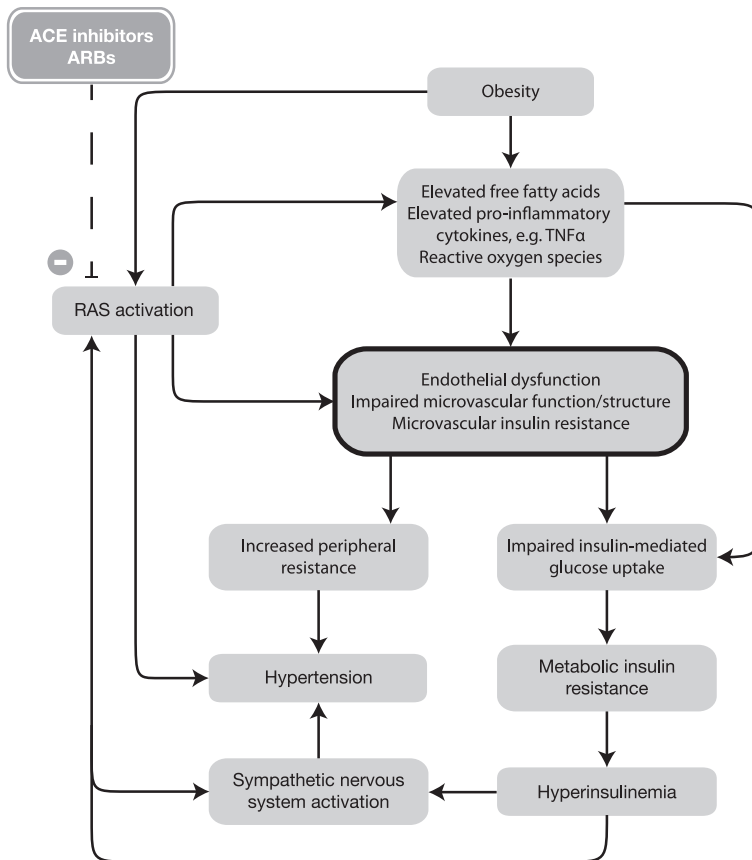 ACE inhibitors
ARBs
Obesity
Elevated free fatty acids
Elevated pro-inflammatory
cytokines, e.g. TNFα
Reactive oxygen species
RAS activation
Endothelial dysfunction
Impaired microvascular function/structure
Microvascular insulin resistance
Increased peripheral
resistance
Impaired insulin-mediated
glucose uptake
Hypertension
Metabolic insulin
resistance
Sympathetic nervous
system activation
Hyperinsulinemia